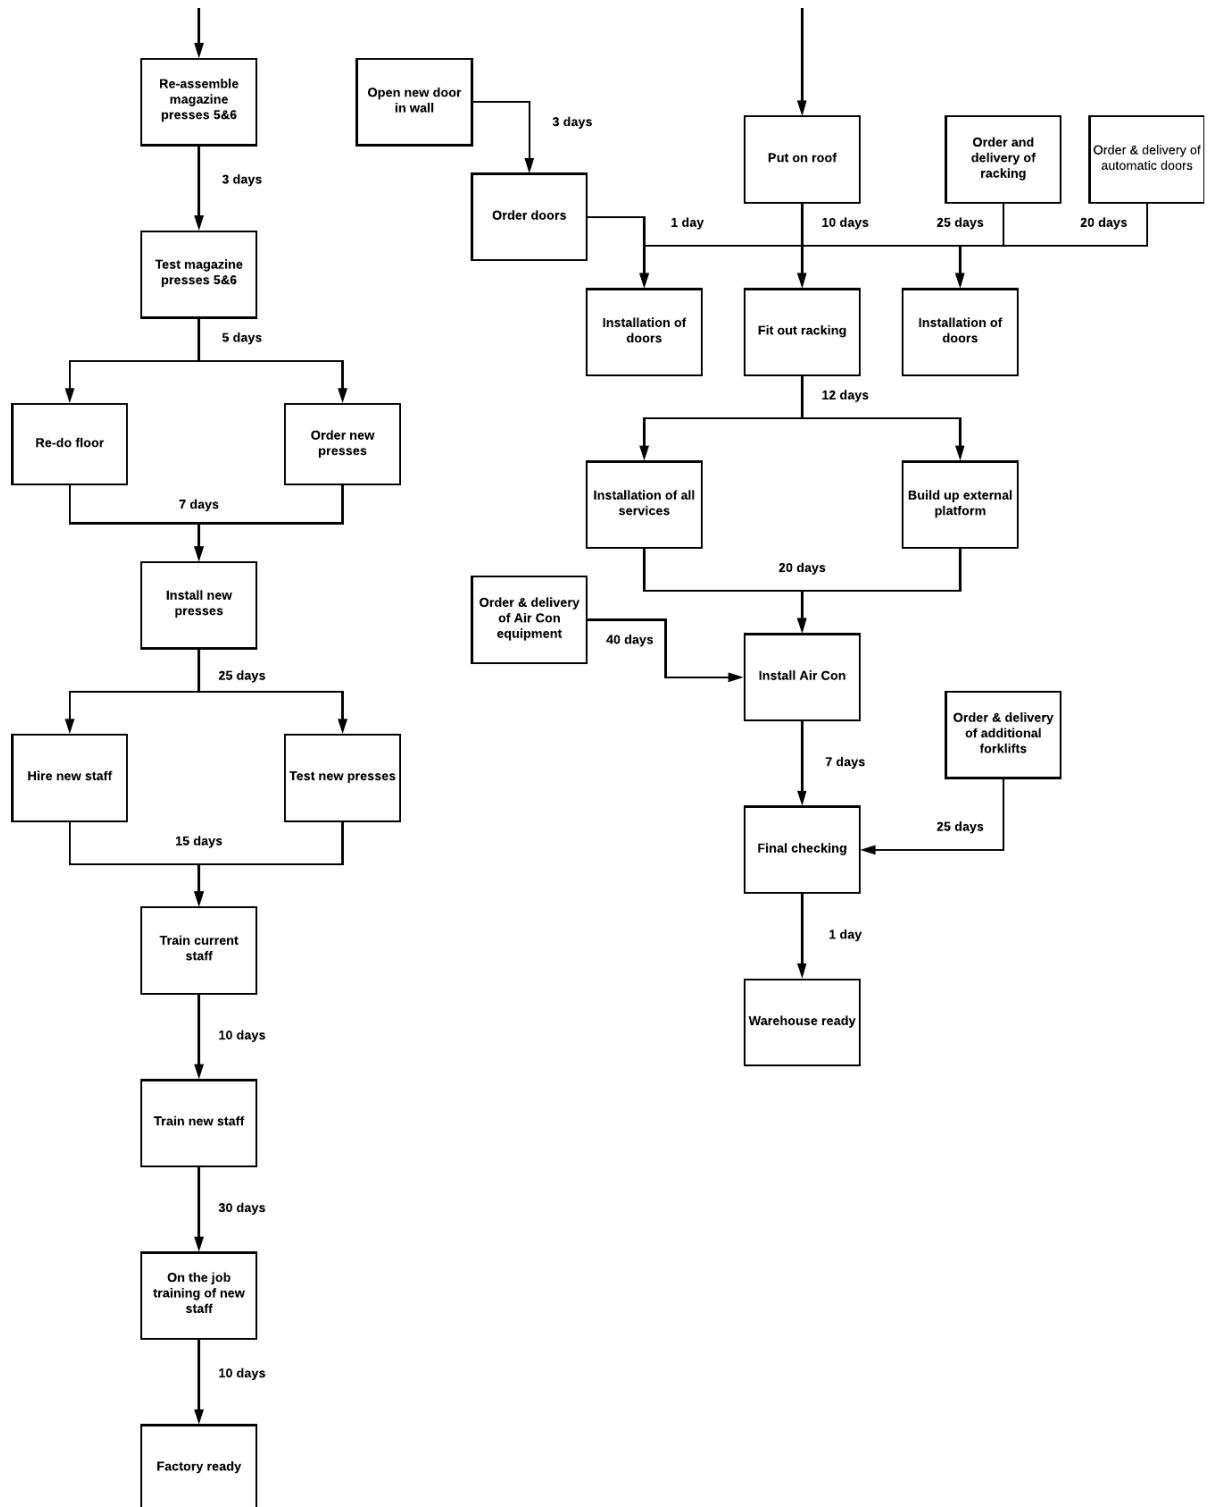 Re-assemble
magazine
presses 5&6
3 days
Test magazine
presses 5&6
5 days
Re-do floor
Order new
presses
7 days
Install new
presses
25 days
Hire new staff
Test new presses
15 days
Train current
staff
10 days
Train new staff
30 days
On the job
training of new
staff
10 days
Factory ready
Open new door
in wall
3 days
Order doors
1 day
Put on roof
10 days
Order and
delivery of
racking
25 days
Order & delivery of
automatic doors
20 days
Installation of
doors
Fit out racking
Installation of
doors
12 days
Installation of all
services
Build up external
platform
20 days
Order & delivery
of Air Con
equipment
40 days
Install Air Con
7 days
Order & delivery
of additional
forklifts
25 days
Final checking
1 day
Warehouse ready